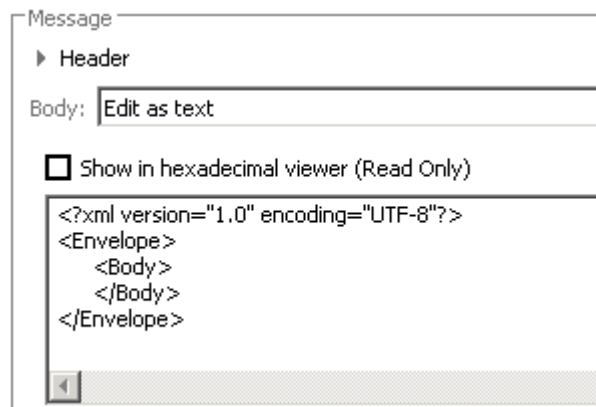 Message
Header
Body: Edit as text
Show in hexadecimal viewer (Read Only)
<?xml version="1.0" encoding="UTF-8"?>
<Envelope>
<Body>
</Body>
</Envelope>